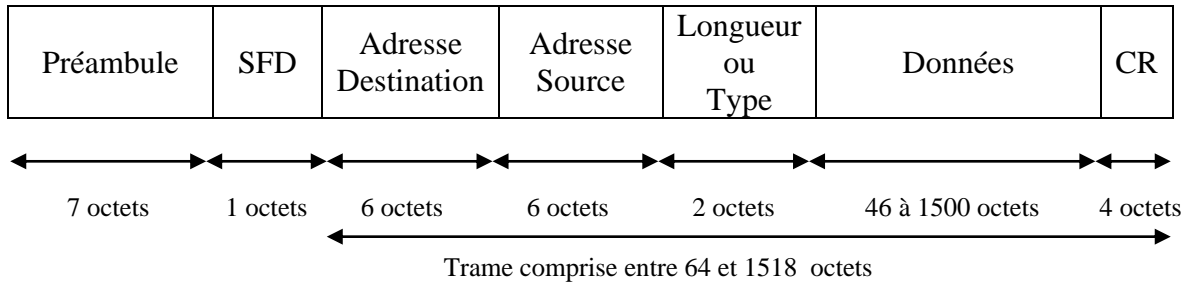 Préambule
SFD
Adresse
Destination
Adresse
Source
Longueur
ou
Type
Données
CR
7 octets
1 octets
6 octets
6 octets
2 octets
46 à 1500 octets
4 octets
Trame comprise entre 64 et 1518 octets